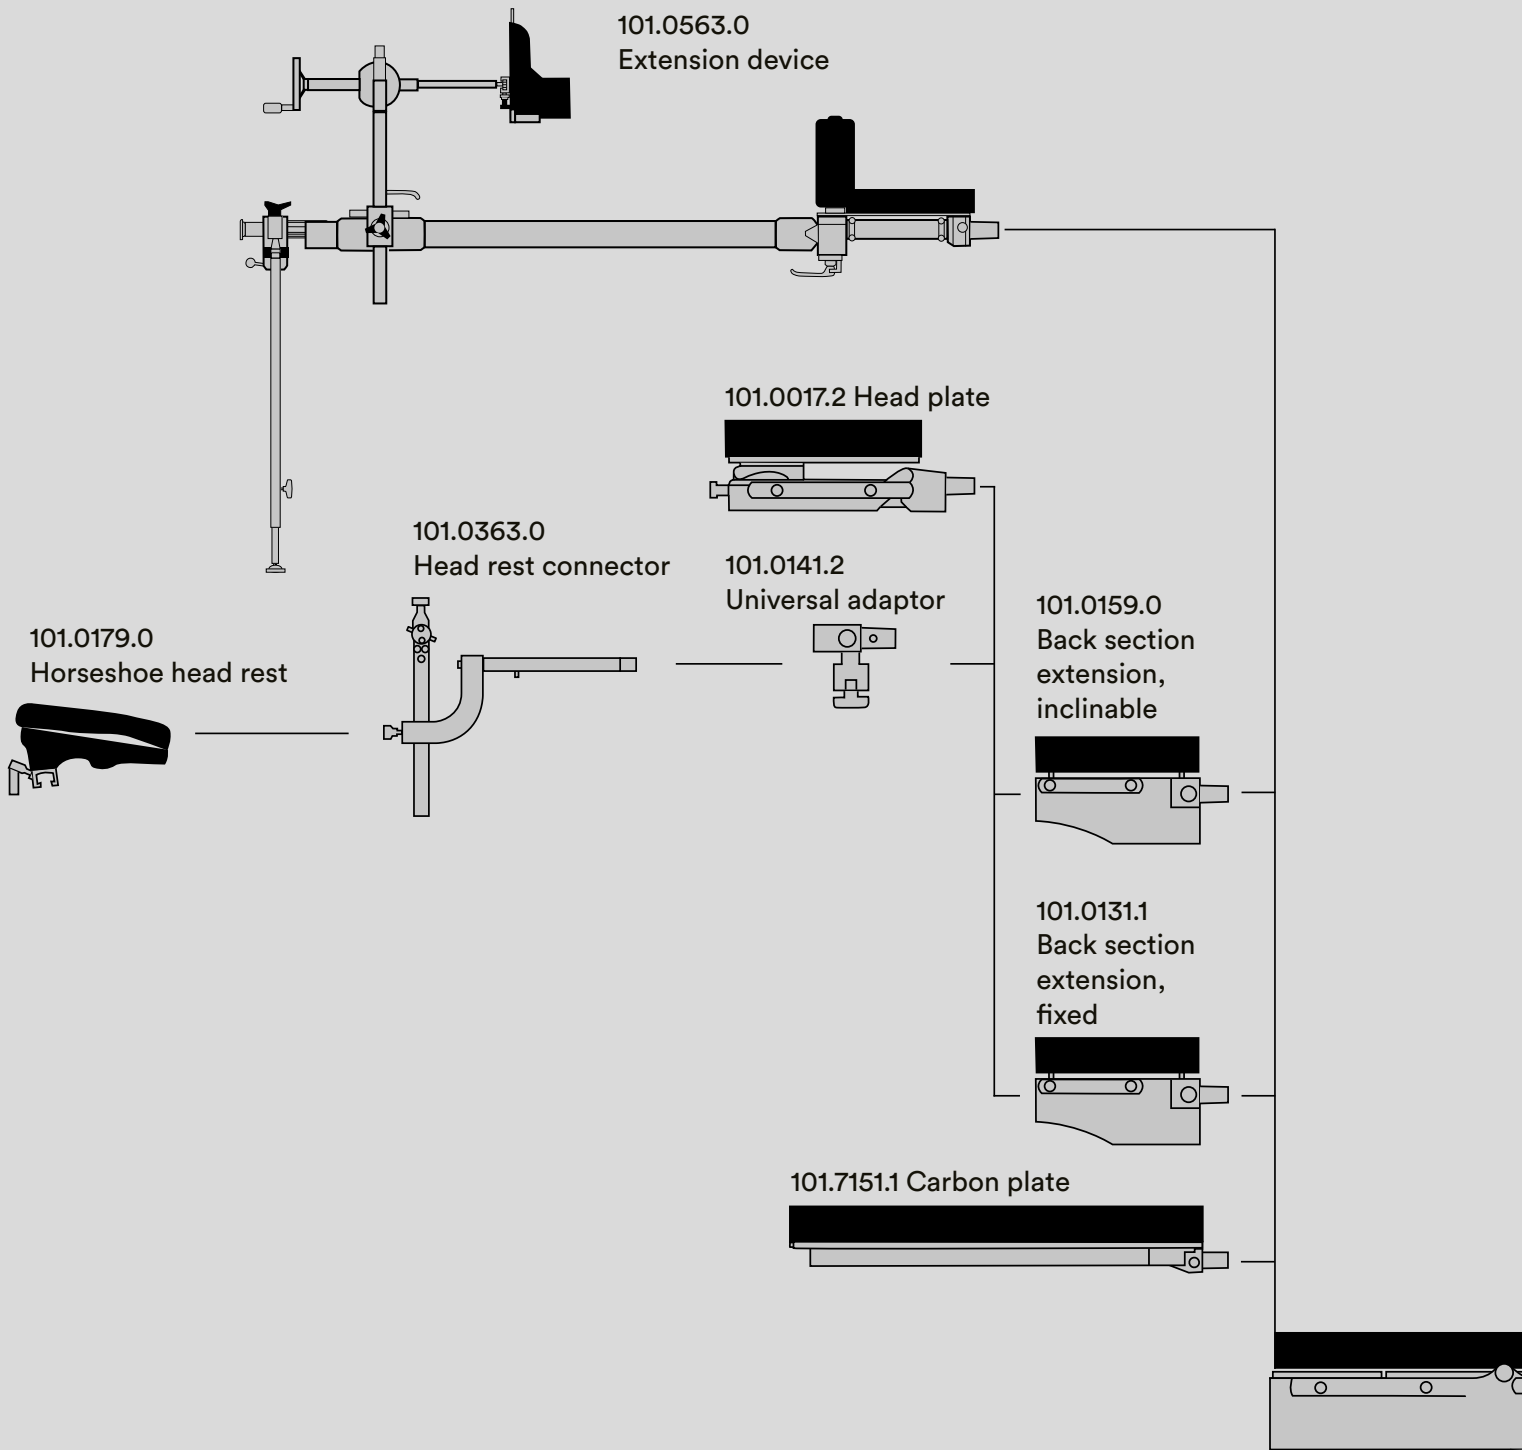 101.0563.0
Extension device
101.0017.2 Head plate
101.0363.0
Head rest connector
101.0141.2
Universal adaptor
101.0179.0
Horseshoe head rest
101.0159.0
Back section
extension,
inclinable
101.0131.1
Back section
extension,
fixed
101.7151.1 Carbon plate